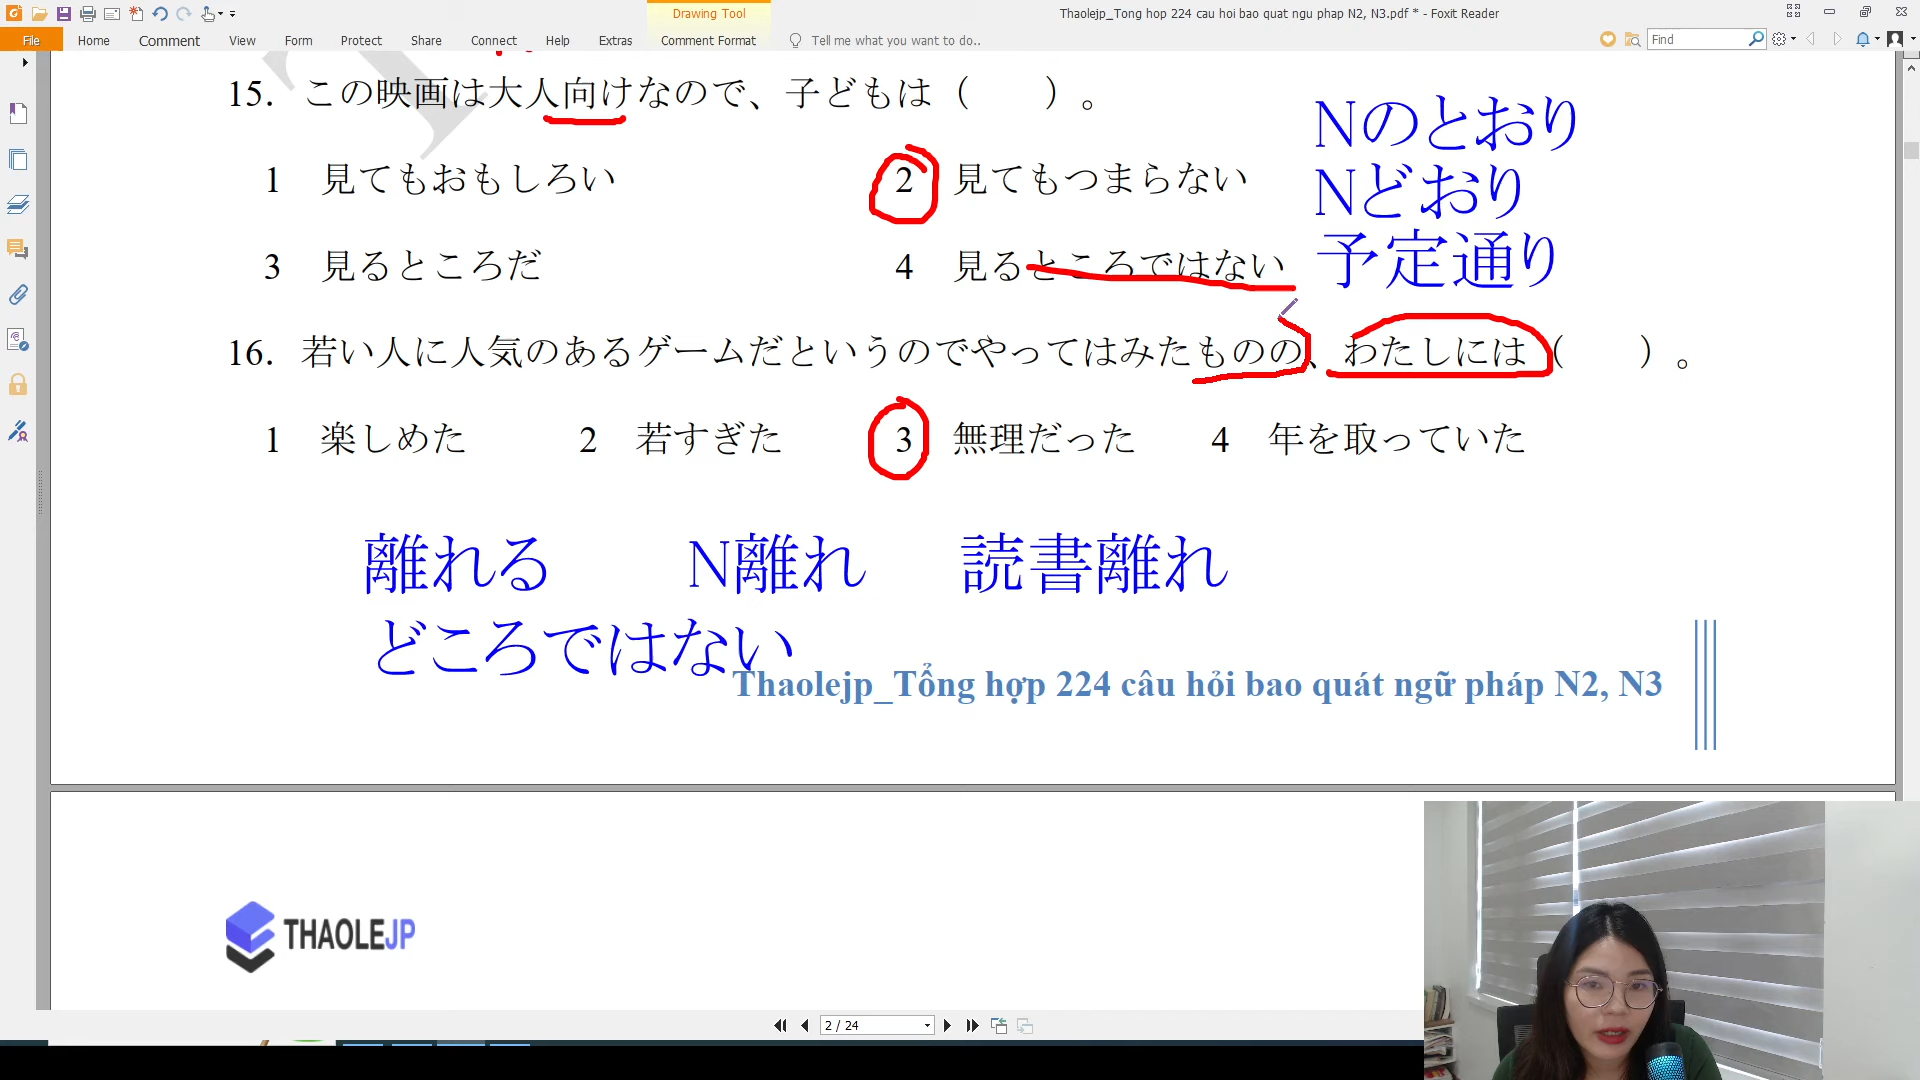 Drawing Tool
Thaolejp_Tong hop 224 cau hoi bao quat ngu phap N2, N3.pdf * - Foxit Reader
File Home Comment View Form Protect Share Connect Help Extras Comment Format Tell me what you want to do.. Find
15. この映画は大人向けなので、子どもは（　　）。
1 見てもおもしろい
2 見てもつまらない
3 見るところだ
4 見るところではない
Nのとおり
Nどおり
予定通り
16. 若い人に人気のあるゲームだというのでやってはみたものの、わたしには（　　）。
1 楽しめた 2 若すぎた 3 無理だった 4 年を取っていた
離れる N離れ 読書離れ
どころではない
Thaolejp_Tổng hợp 224 câu hỏi bao quát ngữ pháp N2, N3
THAOLEJP
2 / 24